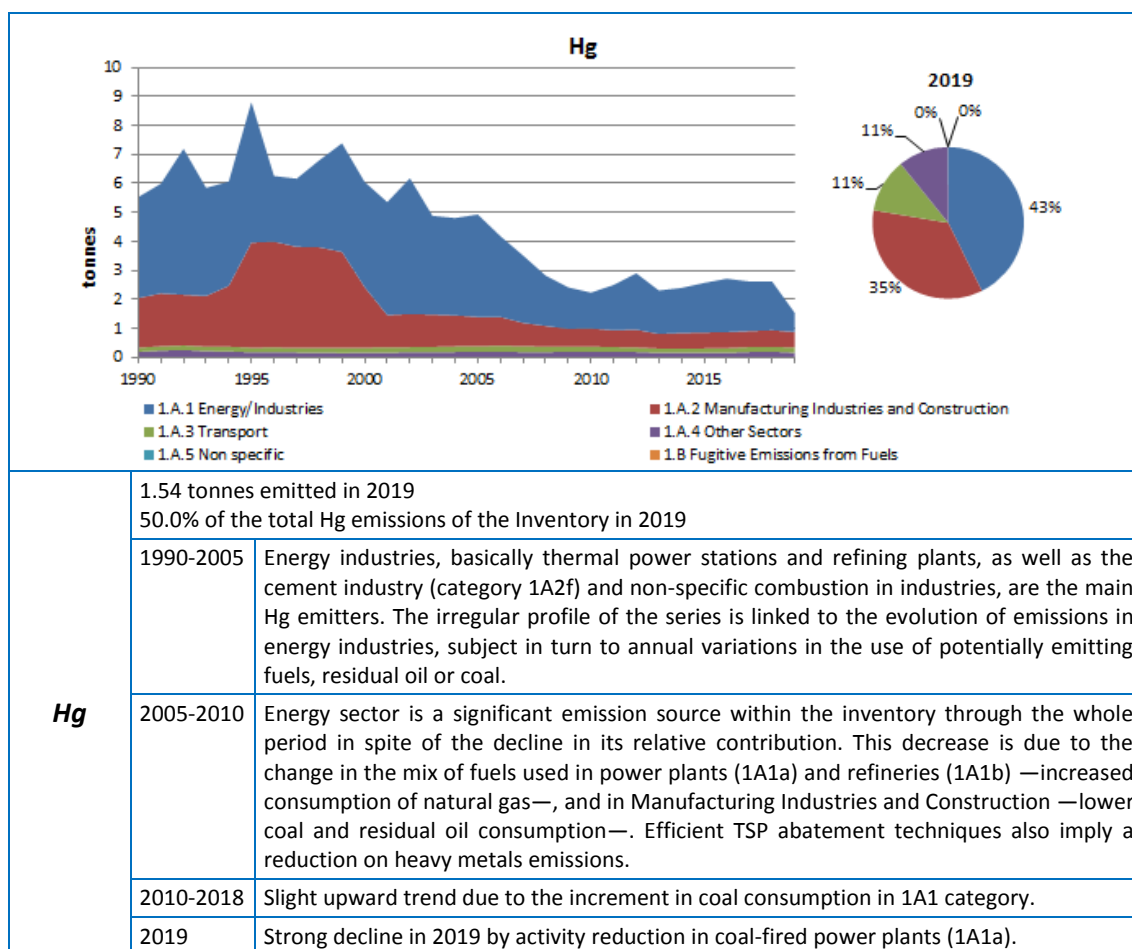 Hg
10
9
8
7
6
5
4
3
2
1
0
tonnes
1990
1995
2000
2005
2010
2015
2019
0%
0%
11%
11%
43%
35%
1.A.1 Energy/Industries
1.A.2 Manufacturing Industries and Construction
1.A.3 Transport
1.A.4 Other Sectors
1.A.5 Non specific
1.B Fugitive Emissions from Fuels
Hg
1.54 tonnes emitted in 2019
50.0% of the total Hg emissions of the Inventory in 2019
1990-2005
Energy industries, basically thermal power stations and refining plants, as well as the
cement industry (category 1A2f) and non-specific combustion in industries, are the main
Hg emitters. The irregular profile of the series is linked to the evolution of emissions in
energy industries, subject in turn to annual variations in the use of potentially emitting
fuels, residual oil or coal.
2005-2010
Energy sector is a significant emission source within the inventory through the whole
period in spite of the decline in its relative contribution. This decrease is due to the
change in the mix of fuels used in power plants (1A1a) and refineries (1A1b) —increased
consumption of natural gas—, and in Manufacturing Industries and Construction —lower
coal and residual oil consumption—. Efficient TSP abatement techniques also imply a
reduction on heavy metals emissions.
2010-2018
Slight upward trend due to the increment in coal consumption in 1A1 category.
2019
Strong decline in 2019 by activity reduction in coal-fired power plants (1A1a).